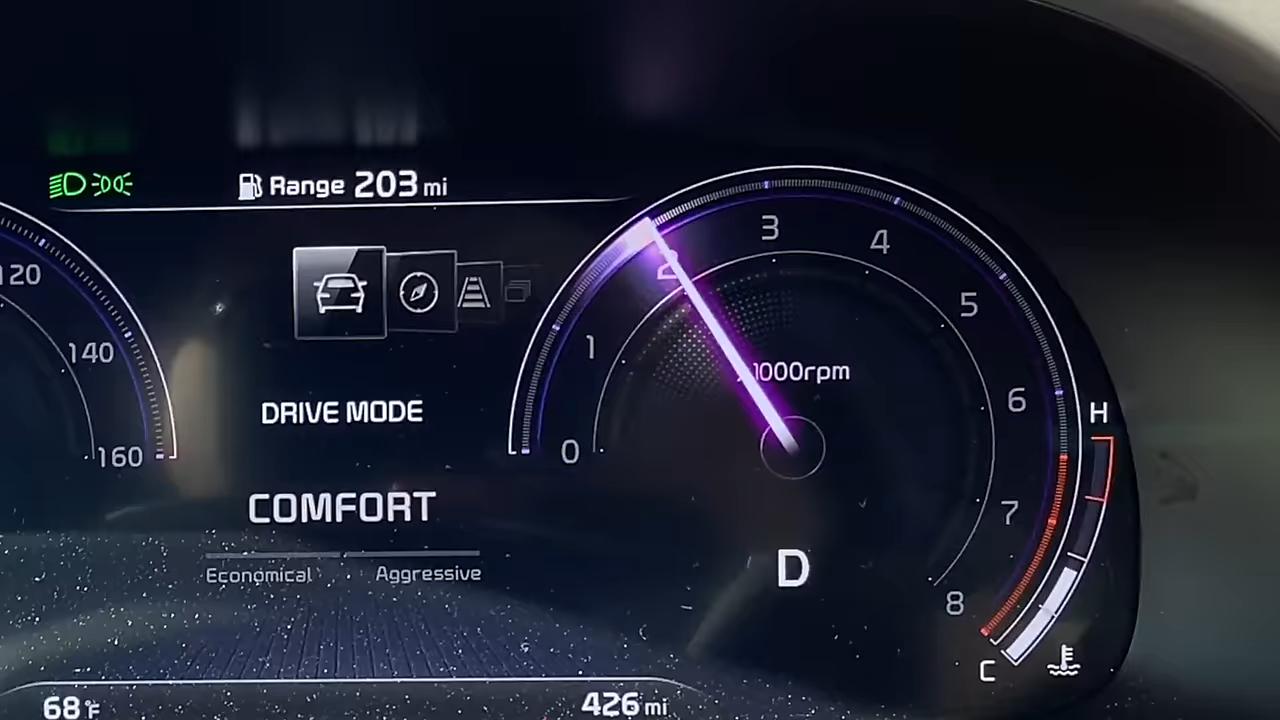 Range 203 mi
120
140
160
DRIVE MODE
COMFORT
Economical Aggressive
0
1
2
3
4
5
6
7
8
x1000rpm
D
H
C
68°F
426 mi